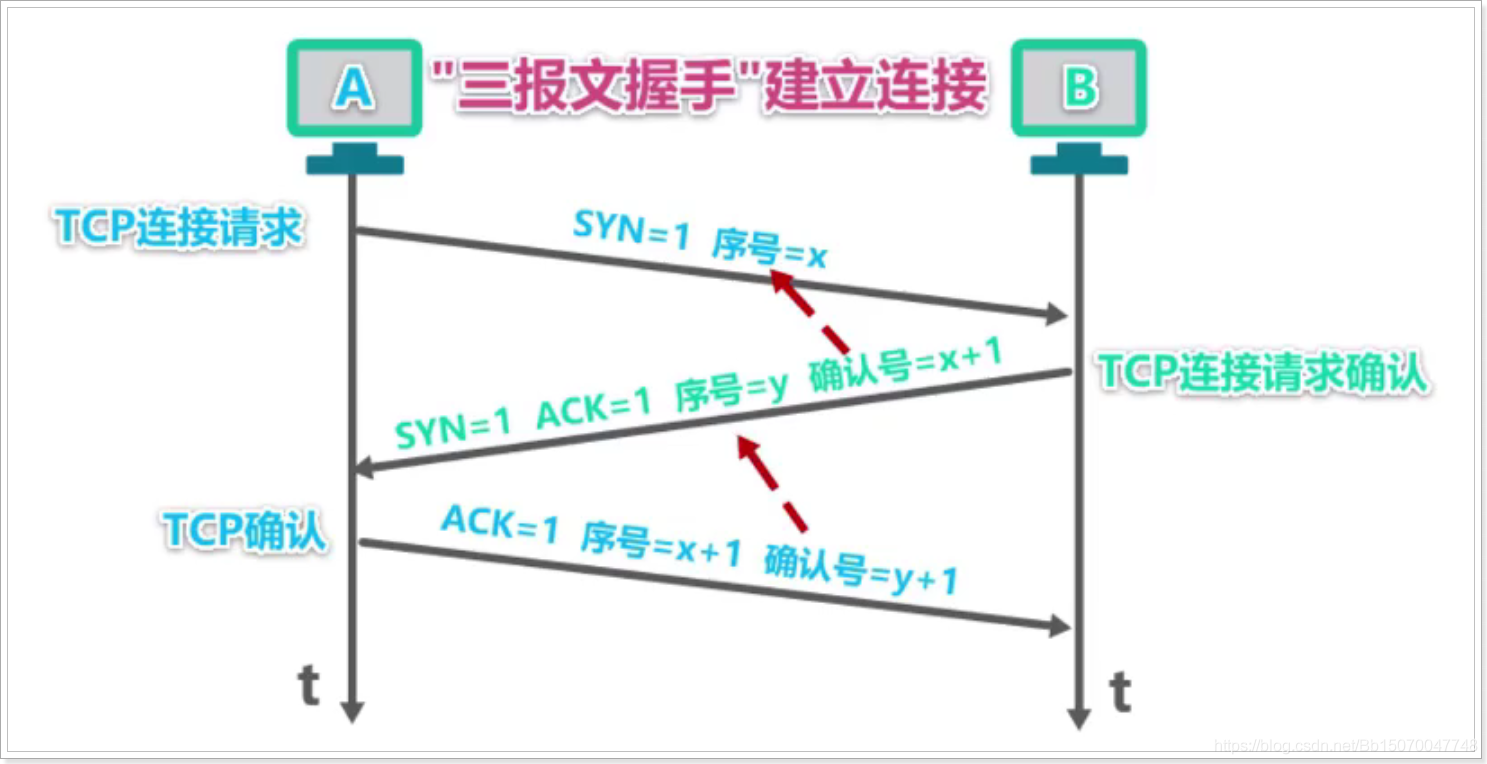 A
"三报文握手"建立连接
B
TCP连接请求
SYN=1 序号=x
SYN=1 ACK=1 序号=y 确认号=x+1
TCP连接请求确认
TCP确认
ACK=1 序号=x+1 确认号=y+1
t
t
https://blog.csdn.net/Bb15070047748